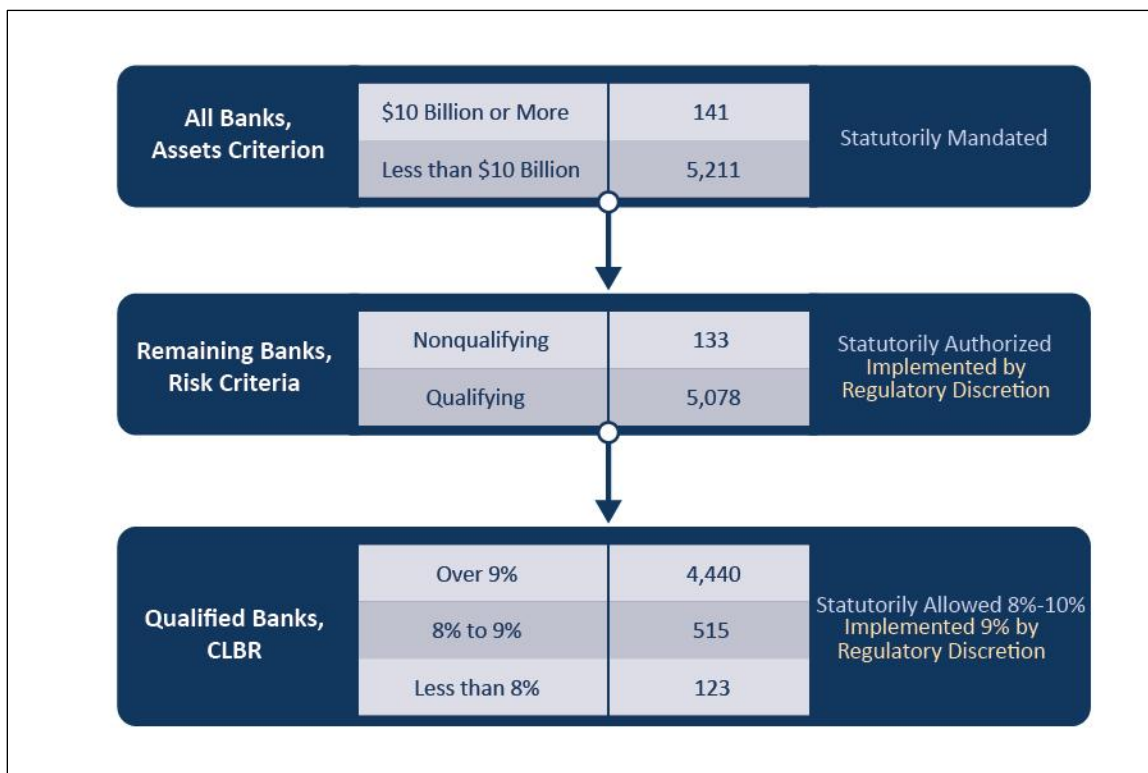 All Banks,
Assets Criterion
$10 Billion or More
141
Less than $10 Billion
5,211
Statutorily Mandated
Remaining Banks,
Risk Criteria
Nonqualifying
133
Qualifying
5,078
Statutorily Authorized
Implemented by
Regulatory Discretion
Qualified Banks,
CLBR
Over 9%
4,440
8% to 9%
515
Less than 8%
123
Statutorily Allowed 8%-10%
Implemented 9% by
Regulatory Discretion